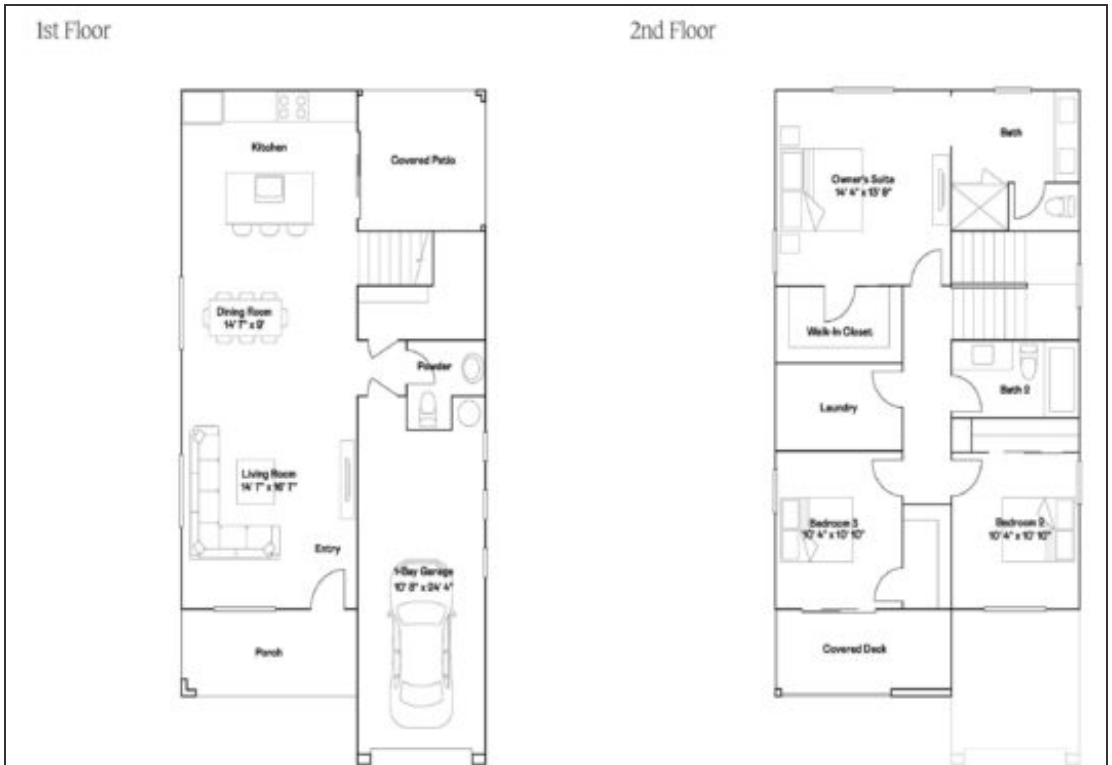 1st Floor
2nd Floor
Kitchen
Covered Patio
Dining Room
14' 7" x 9'
Powder
Living Room
14' 7" x 16' 7"
Entry
1-Bay Garage
10' 8" x 24' 4"
Porch
Bath
Owner's Suite
14' 4" x 13' 9"
Walk-In Closet
Laundry
Bath 2
Bedroom 3
10' 4" x 10' 10"
Bedroom 2
10' 4" x 10' 10"
Covered Deck